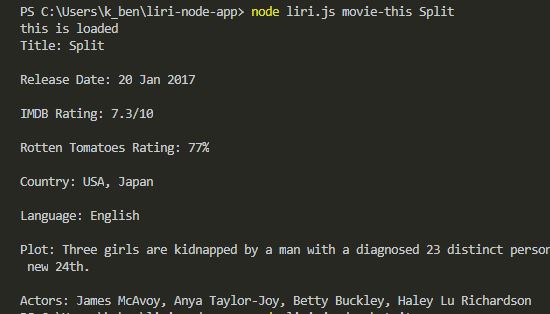 PS C:\Users\k_ben\liri-node-app> node liri.js movie-this Split
this is loaded
Title: Split
Release Date: 20 Jan 2017
IMDB Rating: 7.3/10
Rotten Tomatoes Rating: 77%
Country: USA, Japan
Language: English
Plot: Three girls are kidnapped by a man with a diagnosed 23 distinct person
new 24th.
Actors: James McAvoy, Anya Taylor-Joy, Betty Buckley, Haley Lu Richardson